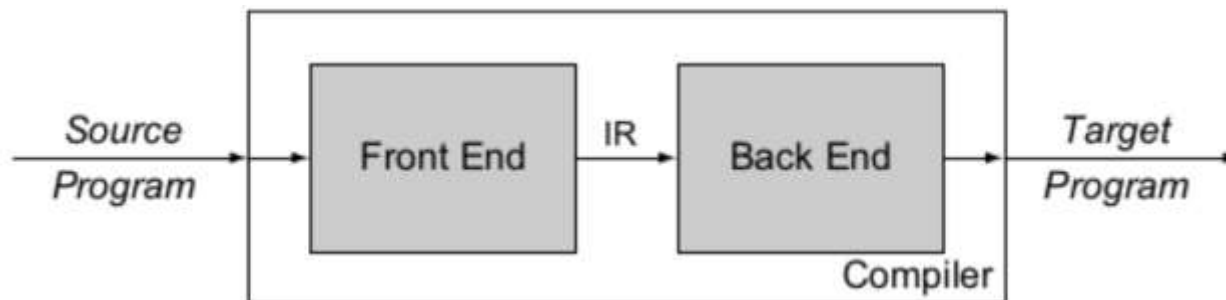 Source
Program
Front End
IR
Back End
Target
Program
Compiler